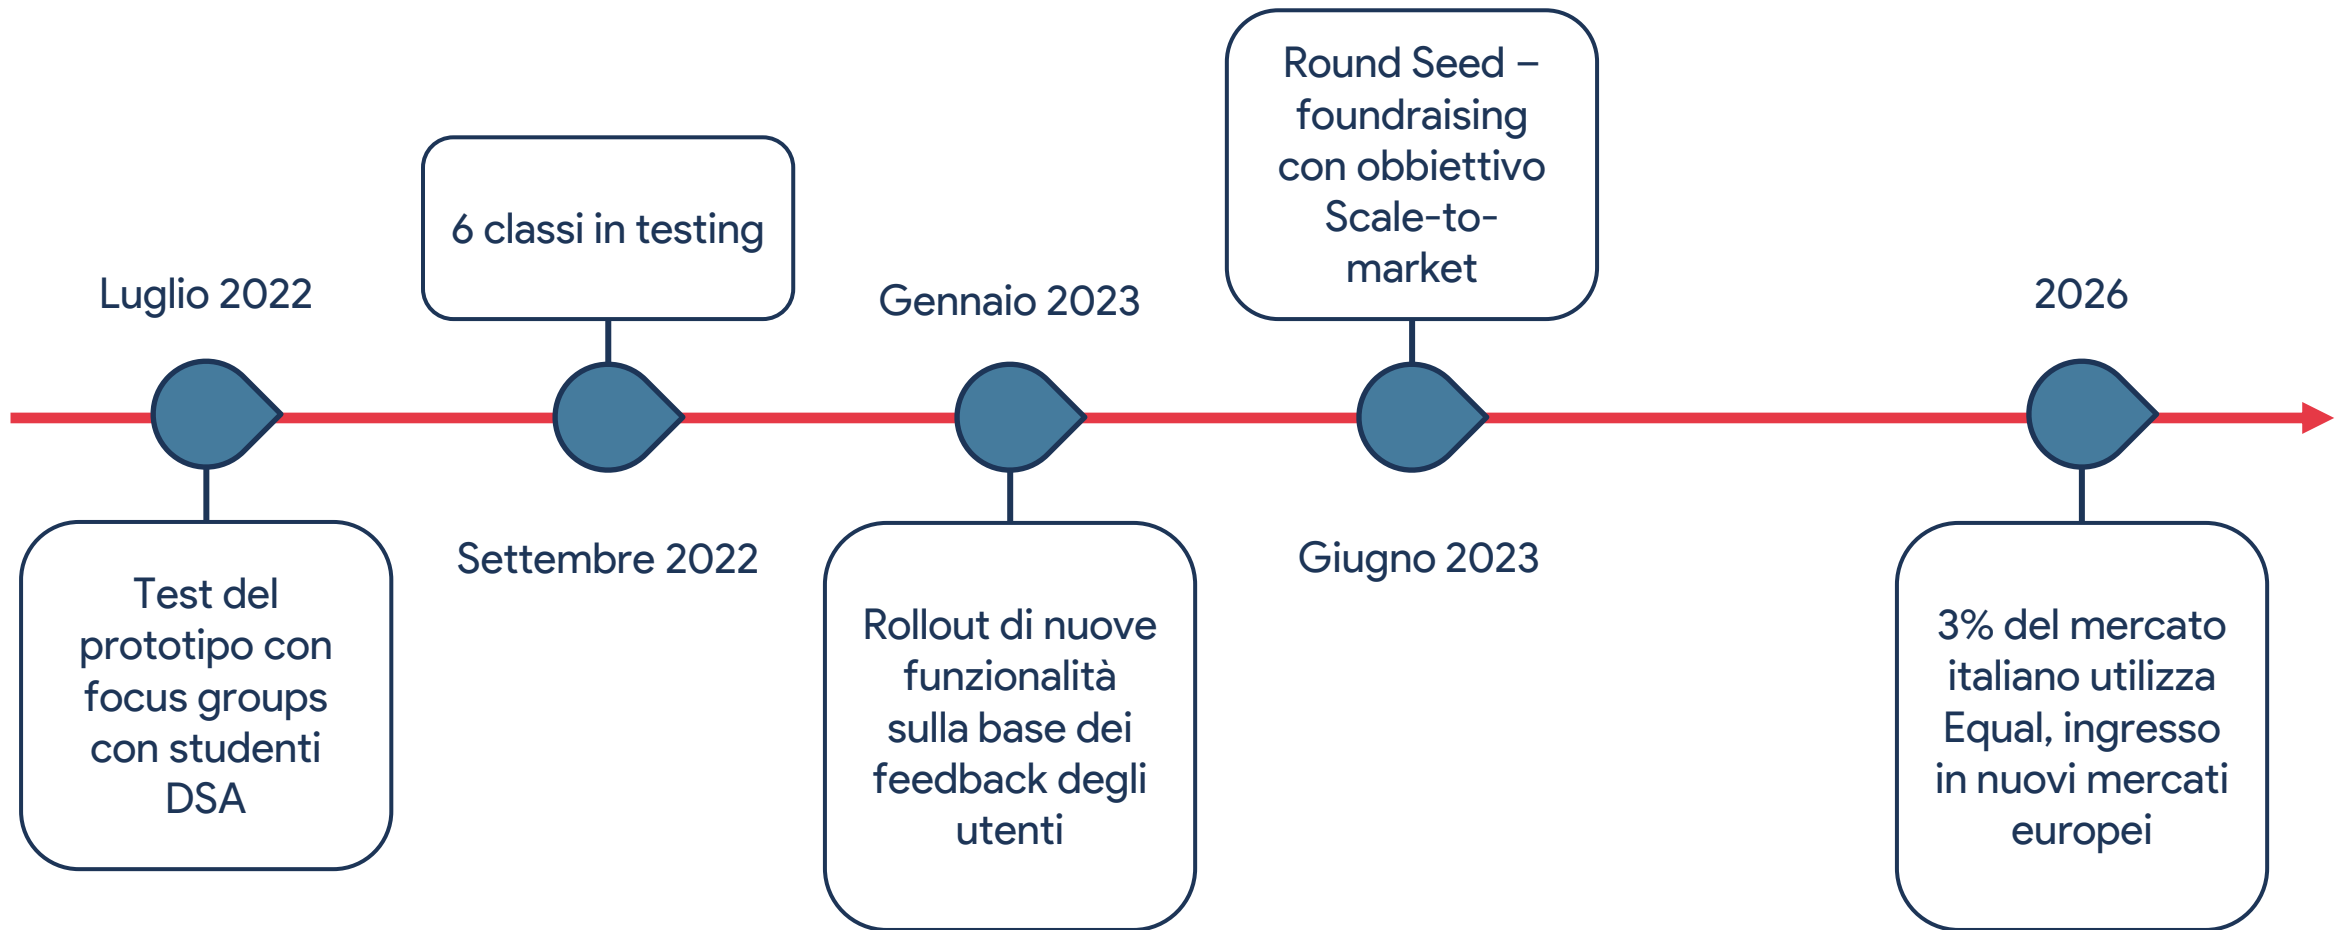 Luglio 2022
Test del
prototipo con
focus groups
con studenti
DSA
6 classi in testing
Settembre 2022
Gennaio 2023
Rollout di nuove
funzionalità
sulla base dei
feedback degli
utenti
Round Seed –
foundraising
con obbiettivo
Scale-to-
market
Giugno 2023
2026
3% del mercato
italiano utilizza
Equal, ingresso
in nuovi mercati
europei